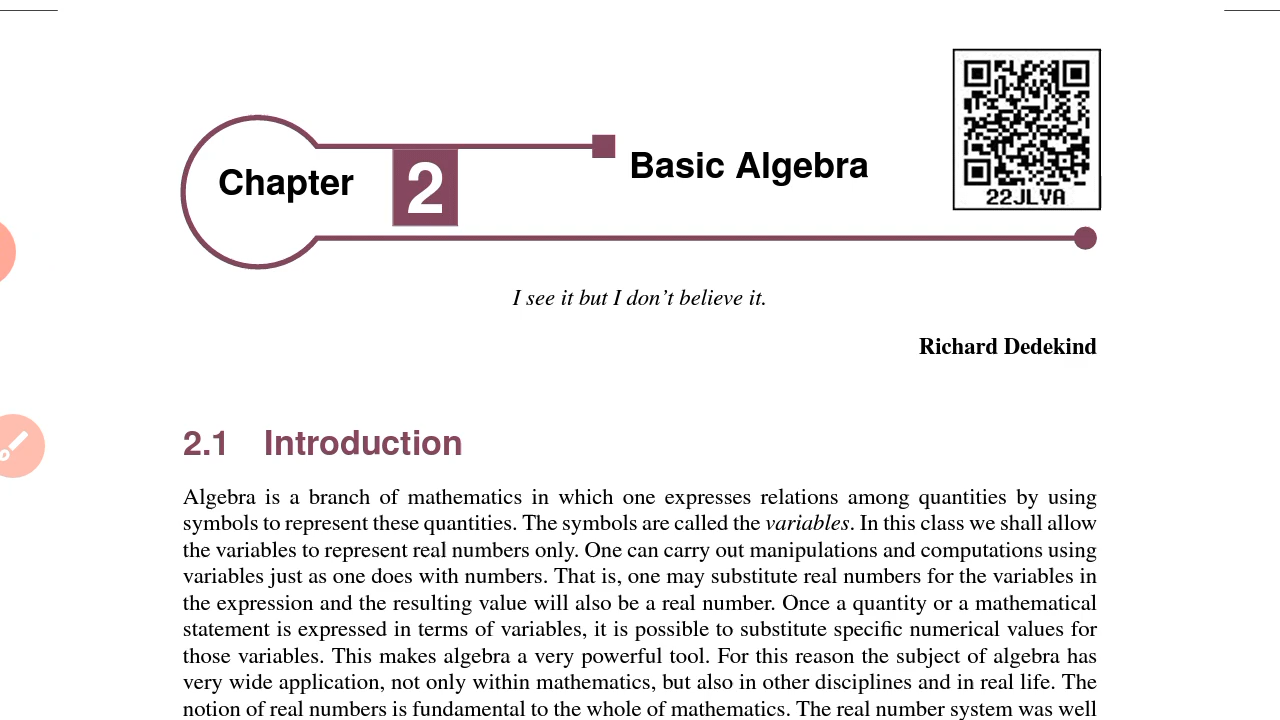 Chapter 2 Basic Algebra
22JLVA
I see it but I don't believe it.
Richard Dedekind
2.1 Introduction
Algebra is a branch of mathematics in which one expresses relations among quantities by using
symbols to represent these quantities. The symbols are called the variables. In this class we shall allow
the variables to represent real numbers only. One can carry out manipulations and computations using
variables just as one does with numbers. That is, one may substitute real numbers for the variables in
the expression and the resulting value will also be a real number. Once a quantity or a mathematical
statement is expressed in terms of variables, it is possible to substitute specific numerical values for
those variables. This makes algebra a very powerful tool. For this reason the subject of algebra has
very wide application, not only within mathematics, but also in other disciplines and in real life. The
notion of real numbers is fundamental to the whole of mathematics. The real number system was well